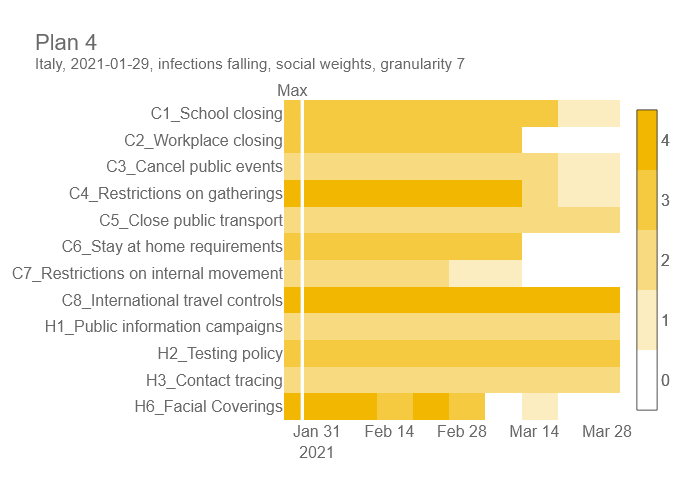 Plan 4
Italy, 2021-01-29, infections falling, social weights, granularity 7
Max
C1_School closing
C2_Workplace closing
C3_Cancel public events
C4_Restrictions on gatherings
C5_Close public transport
C6_Stay at home requirements
C7_Restrictions on internal movement
C8_International travel controls
H1_Public information campaigns
H2_Testing policy
H3_Contact tracing
H6_Facial Coverings
Jan 31 Feb 14 Feb 28 Mar 14 Mar 28
2021
4
3
2
1
0